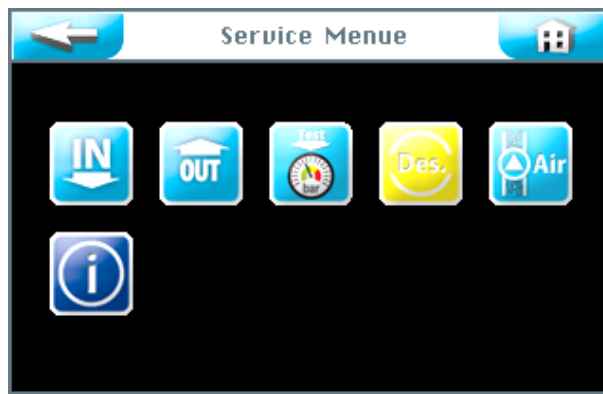 Service Menue
IN
OUT
Test
bar
Des.
Air
i